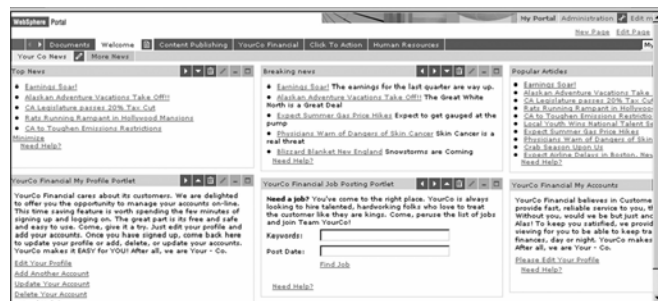 WebSphere Portal
My Portal Administration Edit m
New Page Edit Page
Documents Welcome Content Publishing YourCo Financial Click To Action Human Resources My
Your Co News More News
Top News
Earnings Soar!
Alaskan Adventure Vacations Take Off!!!
CA Legislature passes 20% Tax Cut
Rats Running Rampant in Hollywood Mansions
CA to Toughen Emissions Restrictions
Minimize
Need Help?
Breaking news
Earnings Soar! The earnings for the last quarter are way up.
Alaskan Adventure Vacations Take Off!!! The Great White
North is a Great Deal
Expect Summer Gas Price Hikes Expect to get gauged at the
pump
Physicians Warn of Dangers of Skin Cancer Skin Cancer is a
real threat
Blizzard Blanket New England Snowstorms are Coming
Need Help?
Popular Articles
Earnings Soar!
Alaskan Adventure Vacations Take
CA Legislature passes 20% Tax Cu
Rats Running Rampant in Hollywoo
CA to Toughen Emissions Restricti
Local Youth Wins National Talent Se
Expect Summer Gas Price Hikes
Physicians Warn of Dangers of Skin
Crab Season Upon Us
Expect Airline Delays in Boston, New
Need Help?
YourCo Financial My Profile Portlet
YourCo Financial cares about its customers. We are delighted
to offer you the opportunity to manage your accounts on-line.
This time saving feature is worth spending the few minutes of
signing up and logging on. The great part is its free and safe
and easy to use. Come, give it a try. Just edit your profile and
add your accounts. Once you have signed up, come back here
to update your profile or add, delete, or update your accounts.
YourCo makes it EASY for YOU! After all, we are Your - Co.
Edit Your Profile
Add Another Account
Update Your Account
Delete Your Account
YourCo Financial Job Posting Portlet
Need a job? You've come to the right place. YourCo is always
looking to hire talented, hardworking folks who love to treat
the customer like they are kings. Come, peruse the list of jobs
and join Team YourCo!
Keywords:
Post Date:
Find Job
Need Help?
YourCo Financial My Accounts
YourCo Financial believes in Custome
provide fast, reliable service to you, t
Without you, would we be but just anc
Alas! To keep you satisfied, we provid
viewing for you to be able to keep tra
finances, day or night. YourCo makes
After all, we are Your - Co.
Please Edit Your Profile
Need Help?